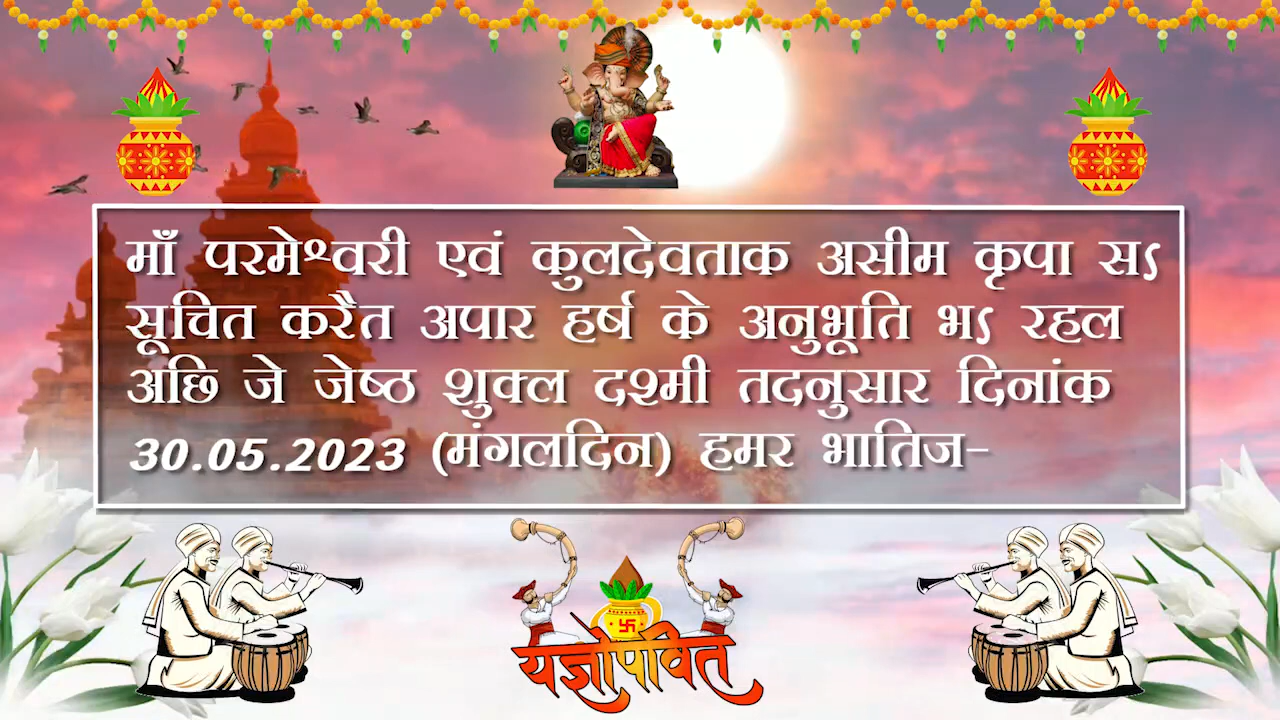 माँ परमेश्वरी एवं कुलदेवताक असीम कृपा सऽ
सूचित करैत अपार हर्ष के अनुभूति भऽ रहल
अछि जे जेष्ठ शुक्ल दश्मी तदनुसार दिनांक
30.05.2023 (मंगलदिन) हमर भातिज-
यज्ञोपवित